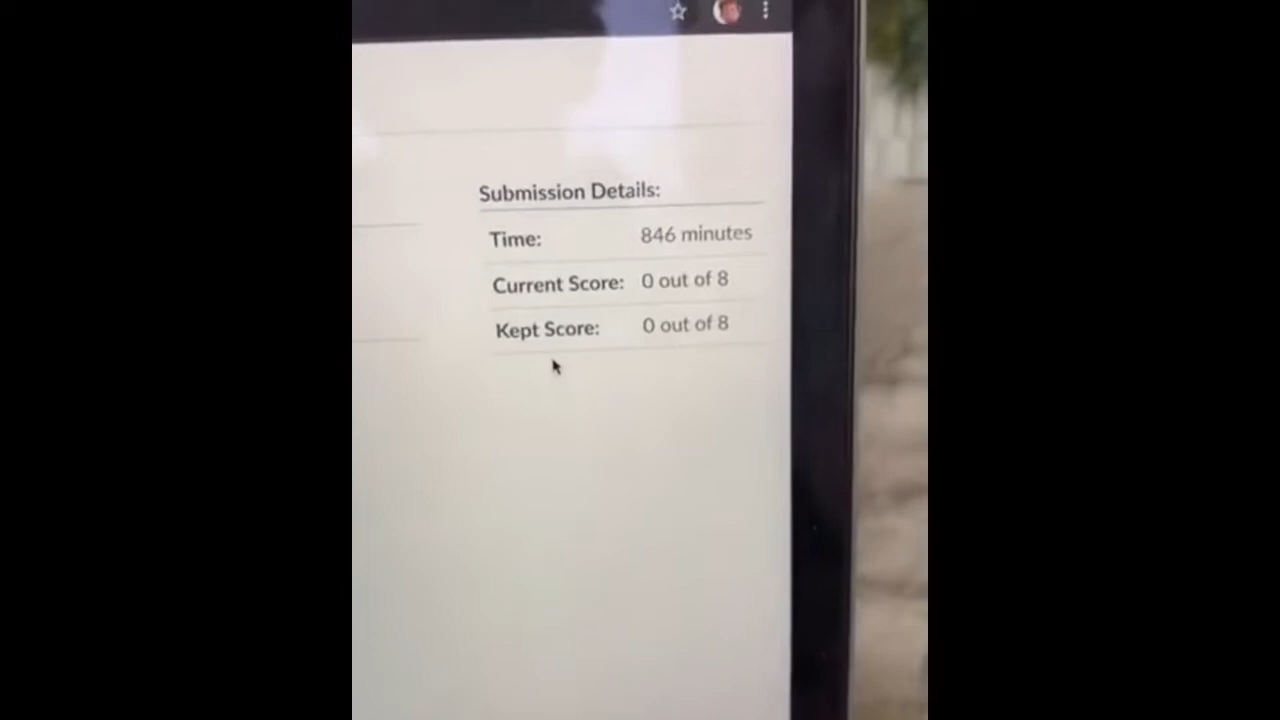 Submission Details:
Time: 846 minutes
Current Score: 0 out of 8
Kept Score: 0 out of 8